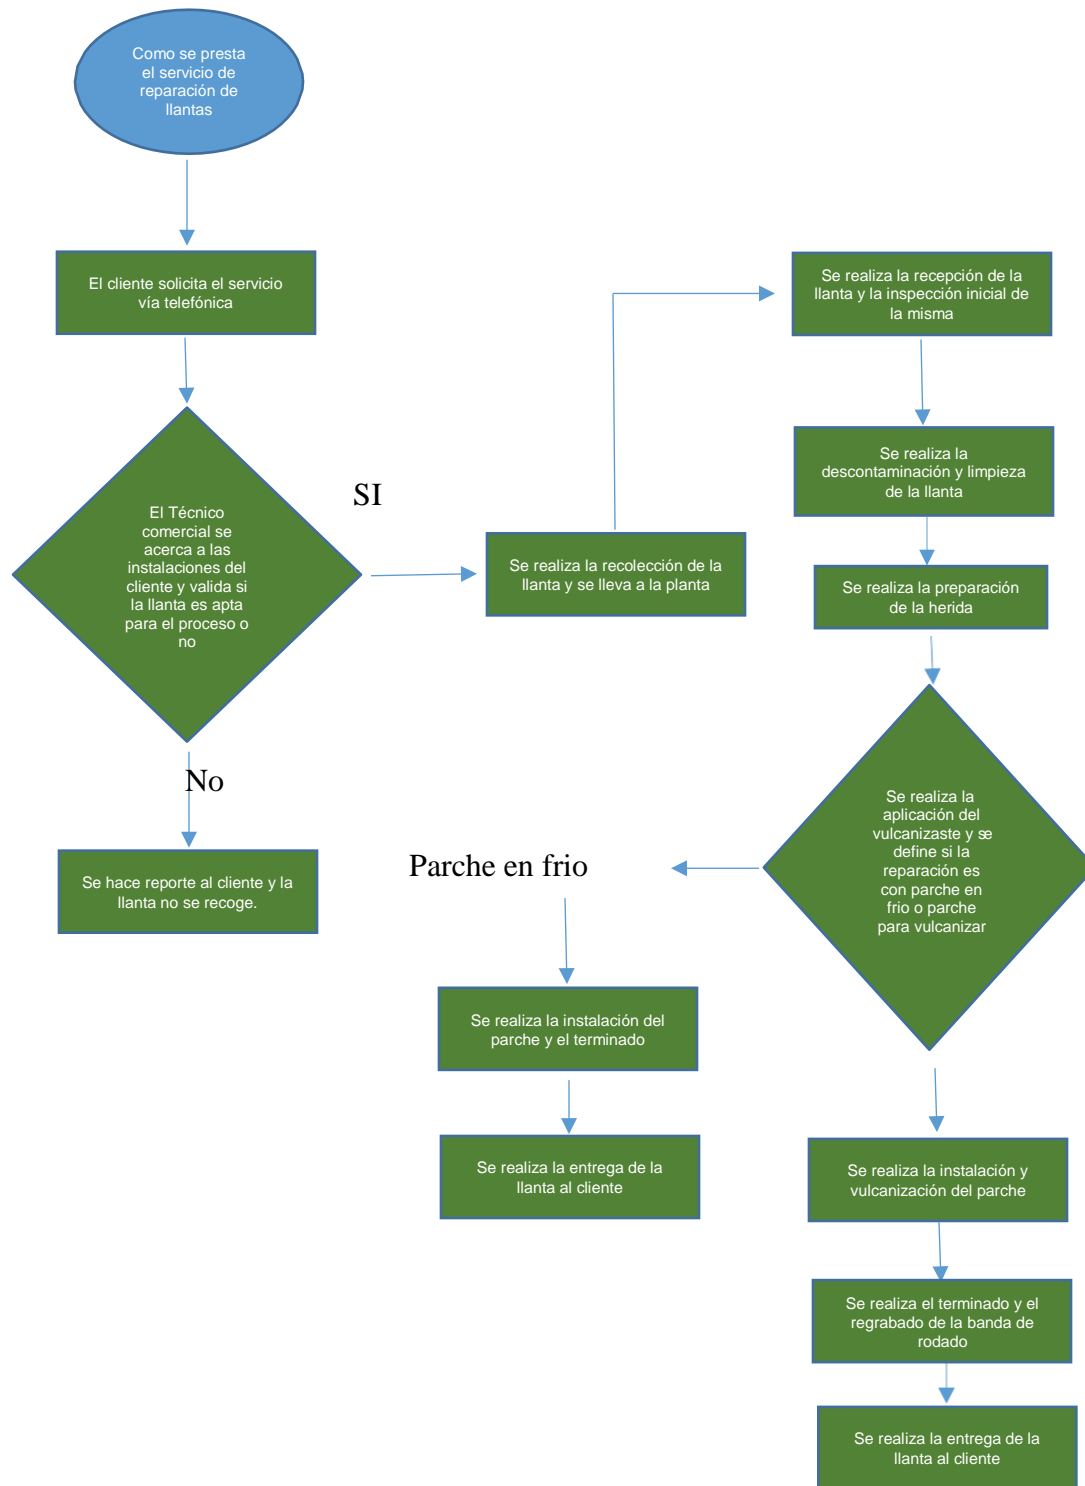 Como se presta
el servicio de
reparación de
llantas
El cliente solicita el servicio
vía telefónica
El Técnico
comercial se
acerca a las
instalaciones del
cliente y valida si
la llanta es apta
para el proceso o
no
SI
No
Se hace reporte al cliente y la
llanta no se recoge.
Se realiza la recolección de la
llanta y se lleva a la planta
Se realiza la recepción de la
llanta y la inspección inicial de
la misma
Se realiza la
descontaminación y limpieza
de la llanta
Se realiza la preparación
de la herida
Se realiza la
aplicación del
vulcanizaste y se
define si la
reparación es
con parche en
frio o parche
para vulcanizar
Parche en frio
Se realiza la instalación del
parche y el terminado
Se realiza la entrega de la
llanta al cliente
Se realiza la instalación y
vulcanización del parche
Se realiza el terminado y el
regrabado de la banda de
rodado
Se realiza la entrega de la
llanta al cliente